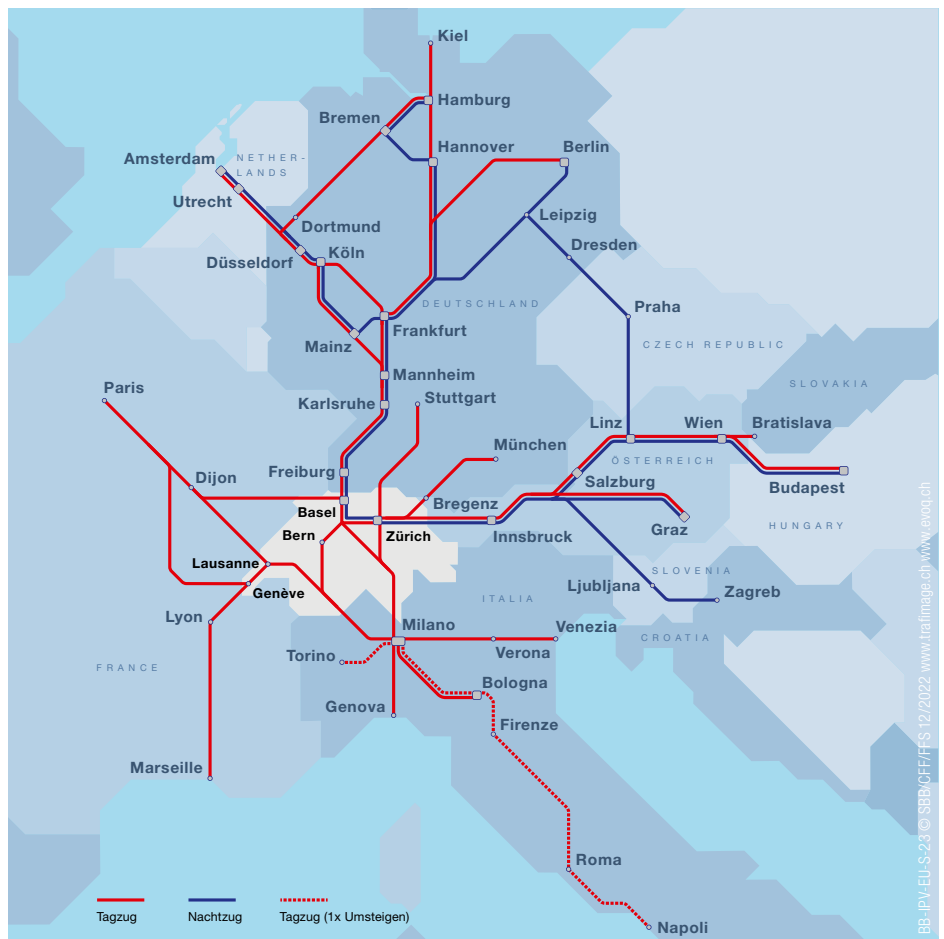 Kiel
Hamburg
Bremen
Hannover
Berlin
Amsterdam
NETHER-
LANDS
Utrecht
Leipzig
Dortmund
Dresden
Köln
Düsseldorf
DEUTSCHLAND
Praha
Frankfurt
Mainz
CZECH REPUBLIC
Mannheim
SLOVAKIA
Paris
Stuttgart
Karlsruhe
Linz
Wien
Bratislava
München
ÖSTERREICH
Freiburg
Dijon
Salzburg
Budapest
Bregenz
Basel
Graz
HUNGARY
Bern
Zürich
Innsbruck
Lausanne
SLOVENIA
Genève
Ljubljana
Zagreb
ITALIA
Lyon
Milano
Venezia
CROATIA
Torino
Verona
FRANCE
Bologna
Genova
Firenze
Marseille
Roma
Napoli
Tagzug
Nachtzug
Tagzug (1x Umsteigen)
BB-IPV-EU-S-23 © SBB/CFF/FFS 12/2022 www.trafimage.ch www.evoq.ch